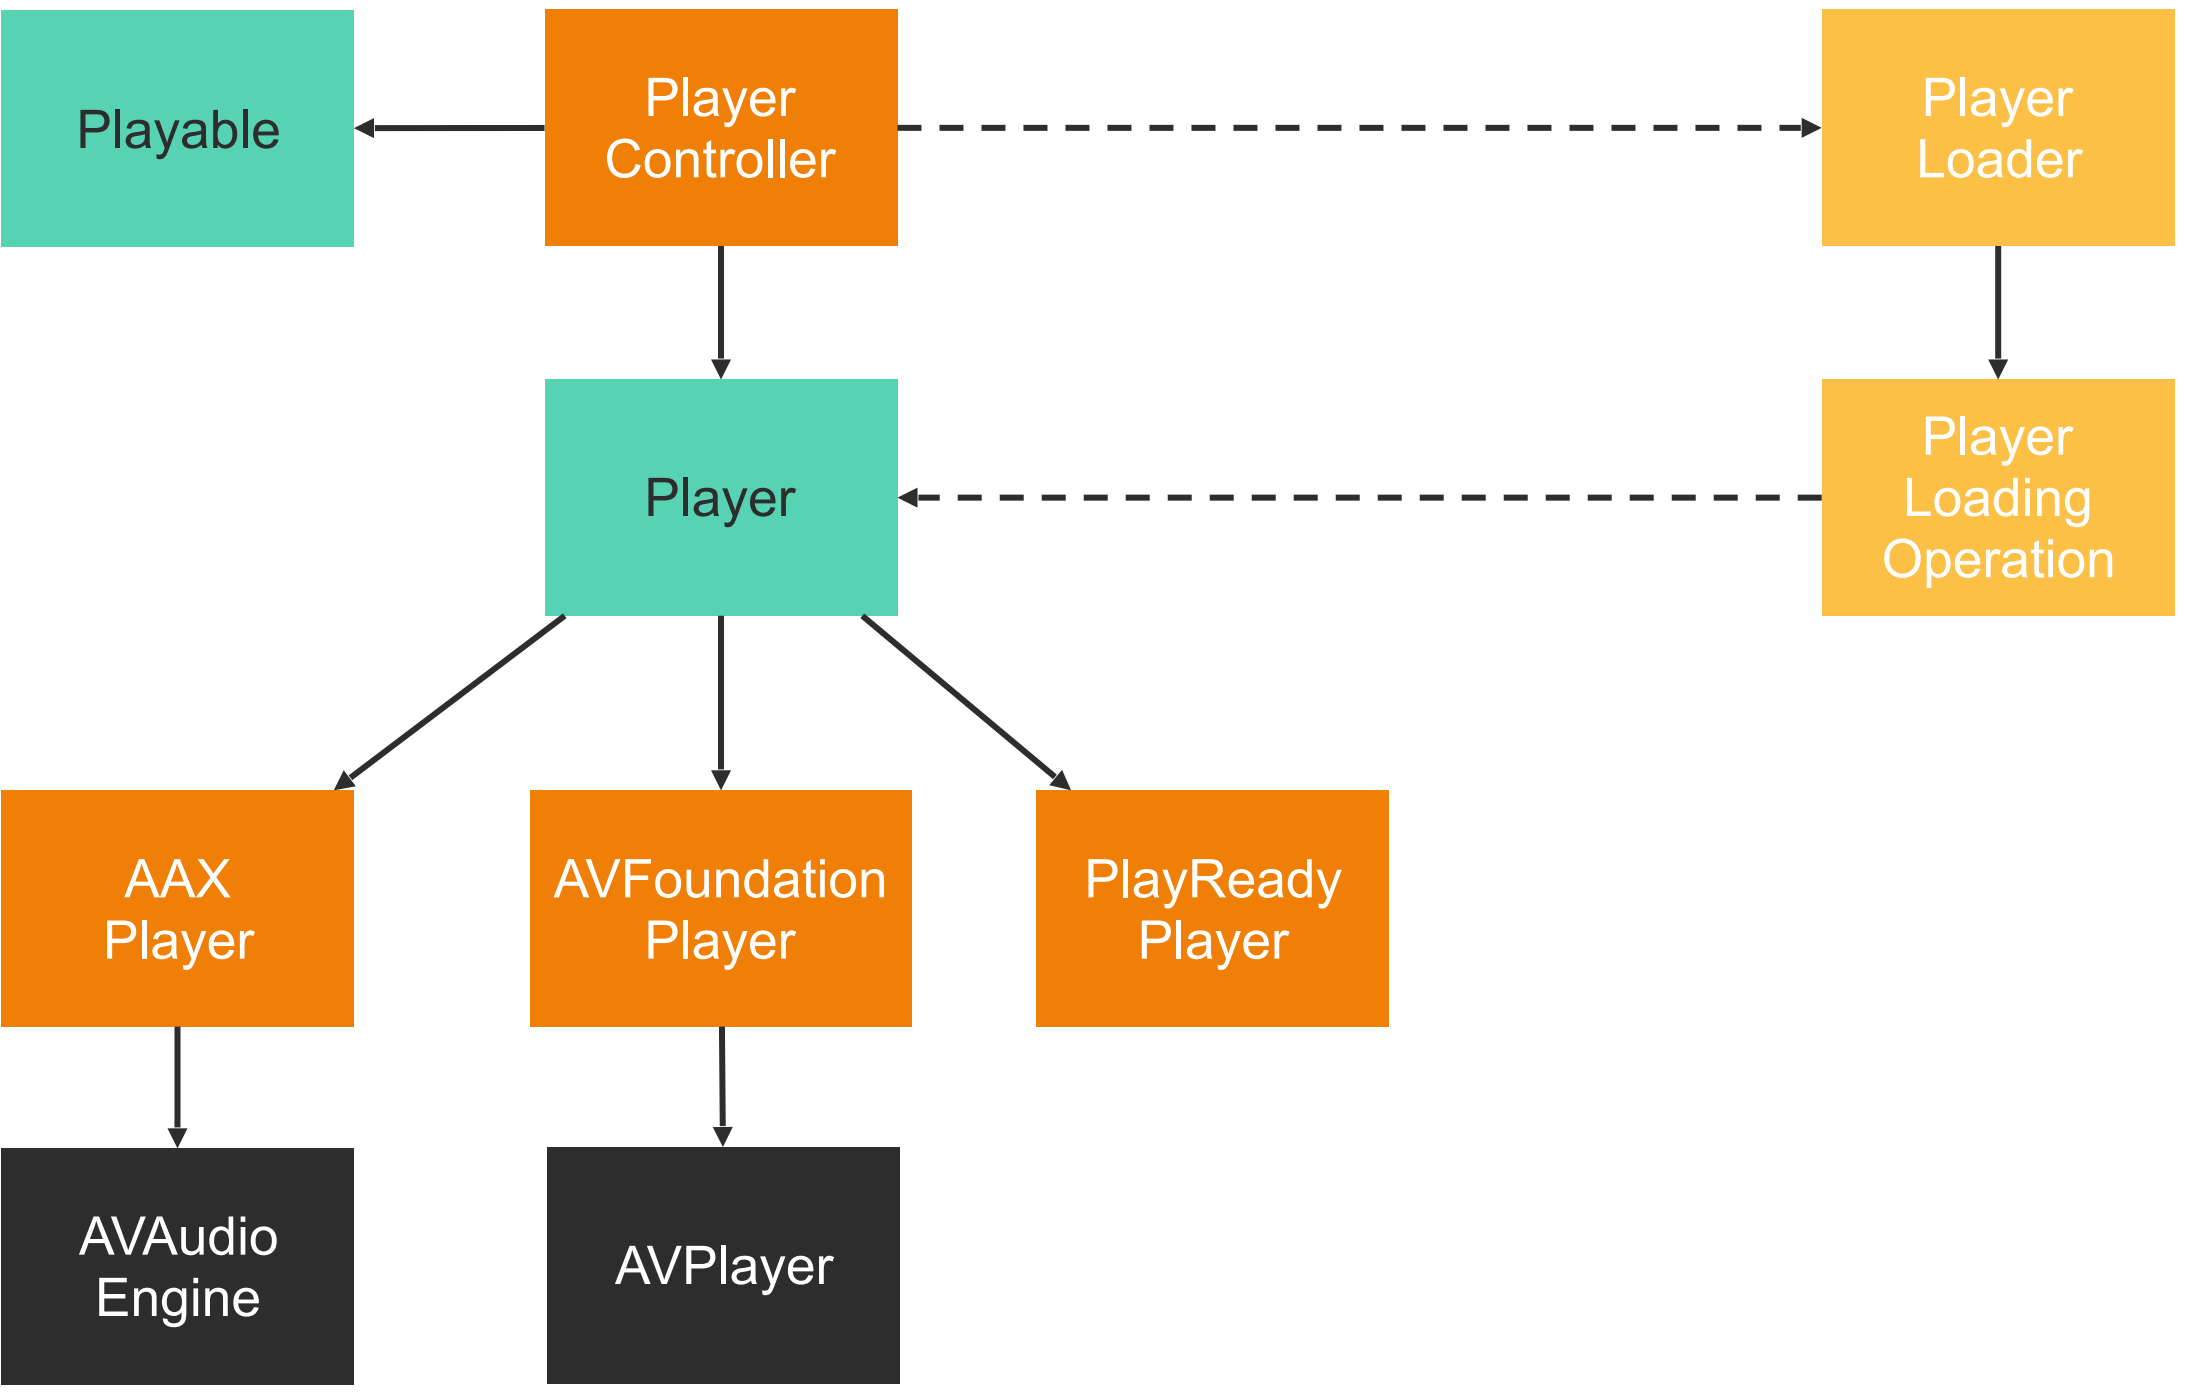 Playable
Player
Controller
Player
Loader
Player
Player
Loading
Operation
AAX
Player
AVFoundation
Player
PlayReady
Player
AVAudio
Engine
AVPlayer